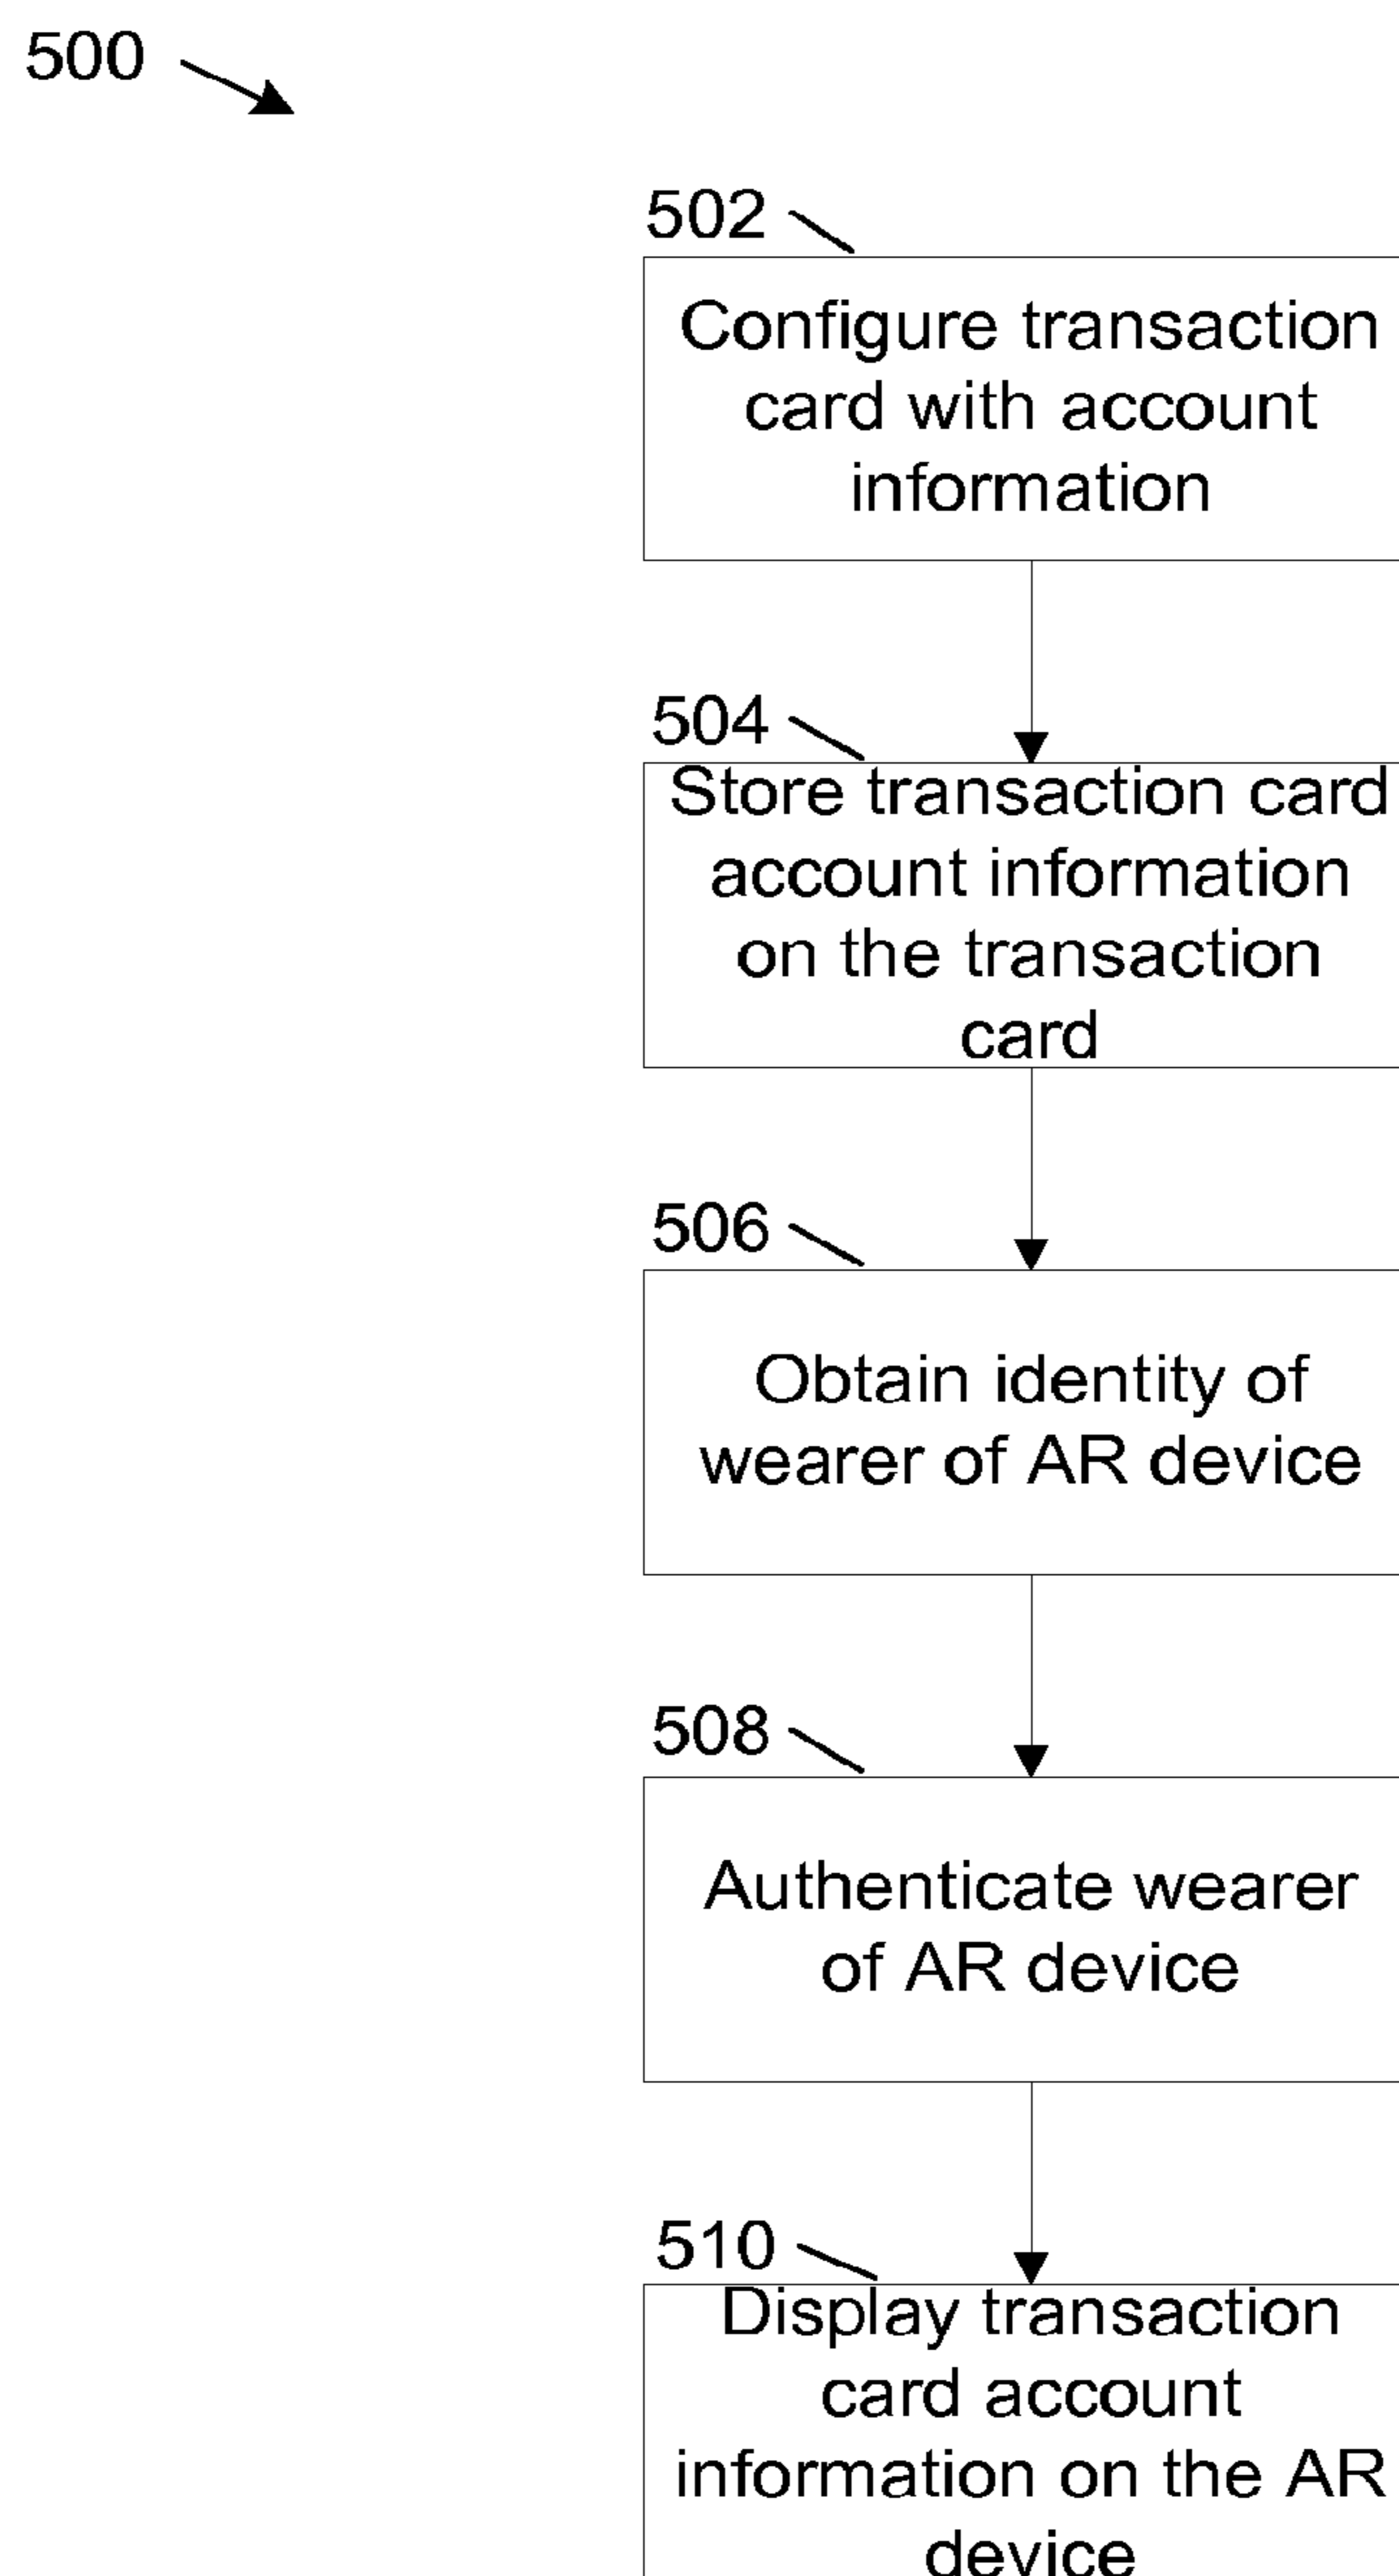 500
502
Configure transaction
card with account
information
504
Store transaction card
account information
on the transaction
card
506
Obtain identity of
wearer of AR device
508
Authenticate wearer
of AR device
510
Display transaction
card account
information on the AR
device